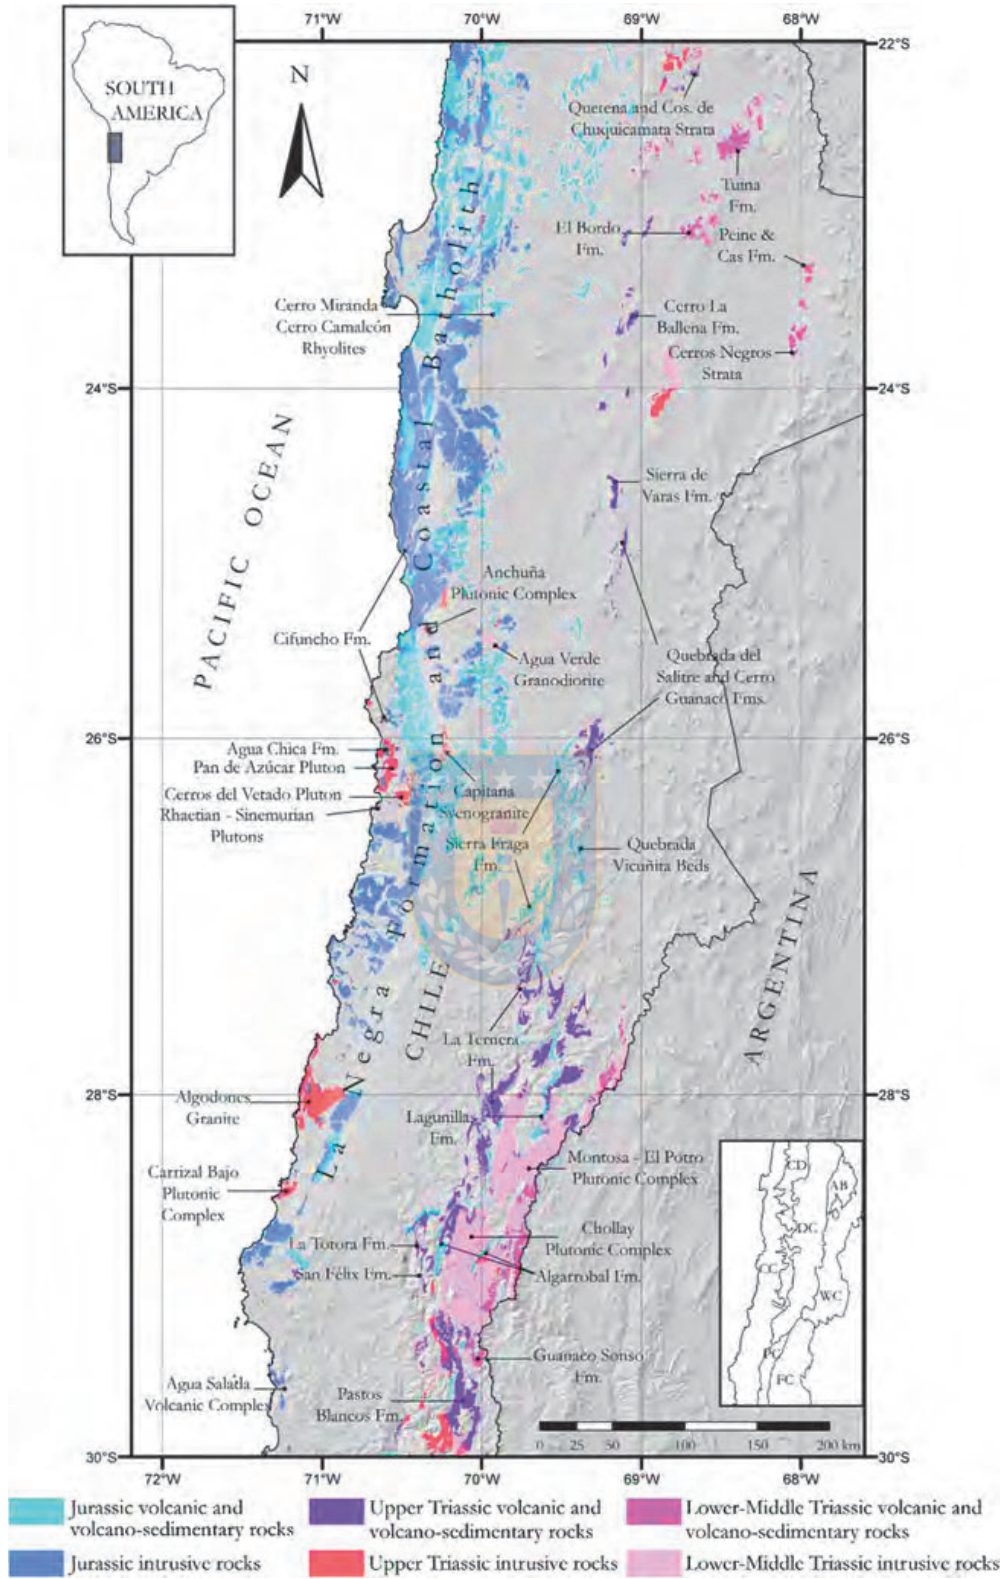 72°W
71°W
70°W
69°W
68°W
22°S
24°S
26°S
28°S
30°S
SOUTH
AMERICA
N
Quetena and Cos. de
Chuquicamata Strata
Tuina
Fm.
El Bordo
Fm.
Peine &
Cas Fm.
Cerro Miranda
Cerro Camaleón
Rhyolites
Cerro La
Ballena Fm.
Cerros Negros
Strata
24°S
PACIFIC OCEAN
La Negra Formation and Coastal Batholith
Sierra de
Varas Fm.
Anchuña
Plutonic Complex
Cifuncho Fm.
Agua Verde
Granodiorite
Quebrada del
Salitre and Cerro
Guanaco Fms.
26°S
Agua Chica Fm.
Pan de Azúcar Pluton
Cerros del Vetado Pluton
Rhaetian - Sinemurian
Plutons
Capitana
Syenogranite
Sierra Fraga
Fm.
Quebrada
Vicuñita Beds
CHILE
ARGENTINA
La Ternera
Fm.
28°S
Algodones
Granite
Lagunillas
Fm.
Montosa - El Potro
Plutonic Complex
Carrizal Bajo
Plutonic
Complex
Chollay
Plutonic Complex
La Totora Fm.
San Félix Fm.
Algarrobal Fm.
Guanaco Sonso
Fm.
Agua Salada
Volcanic Complex
Pastos
Blancos Fm.
CD
AB
DC
CC
WC
PC
FC
0 25 50 100 150 200 km
30°S
72°W
71°W
70°W
69°W
68°W
Jurassic volcanic and
volcano-sedimentary rocks
Upper Triassic volcanic and
volcano-sedimentary rocks
Lower-Middle Triassic volcanic and
volcano-sedimentary rocks
Jurassic intrusive rocks
Upper Triassic intrusive rocks
Lower-Middle Triassic intrusive rocks